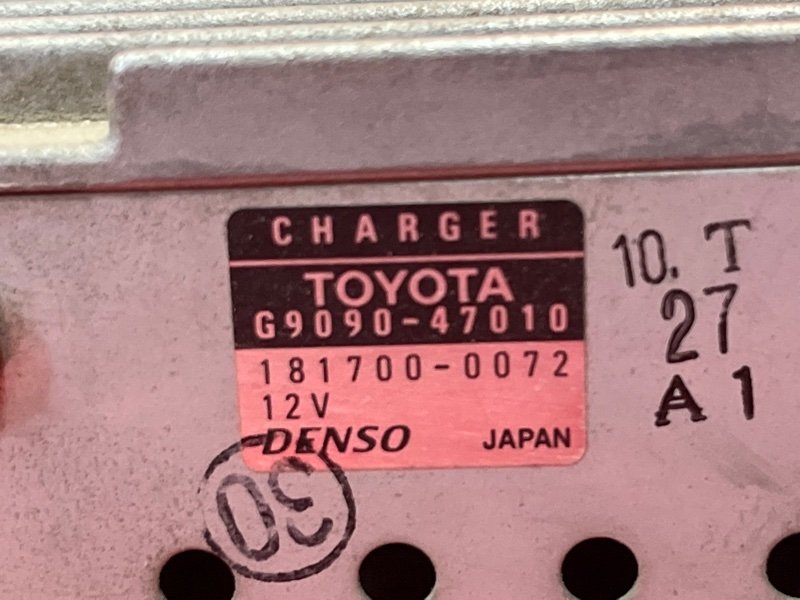 CHARGER
TOYOTA
G9090-47010
181700-0072
12V
DENSO JAPAN
10. T
27
A1
30